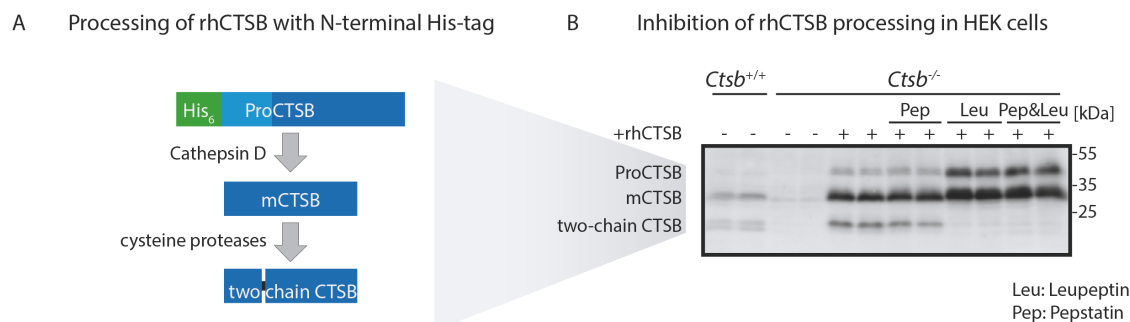 A Processing of rhCTSB with N-terminal His-tag
His6 ProCTSB
Cathepsin D
mCTSB
cysteine proteases
two chain CTSB
B Inhibition of rhCTSB processing in HEK cells
Ctsb+/+ Ctsb-/-
Pep Leu Pep&Leu [kDa]
+rhCTSB - - - - + + + + + + + +
ProCTSB
mCTSB
two-chain CTSB
-55
-35
-25
Leu: Leupeptin
Pep: Pepstatin